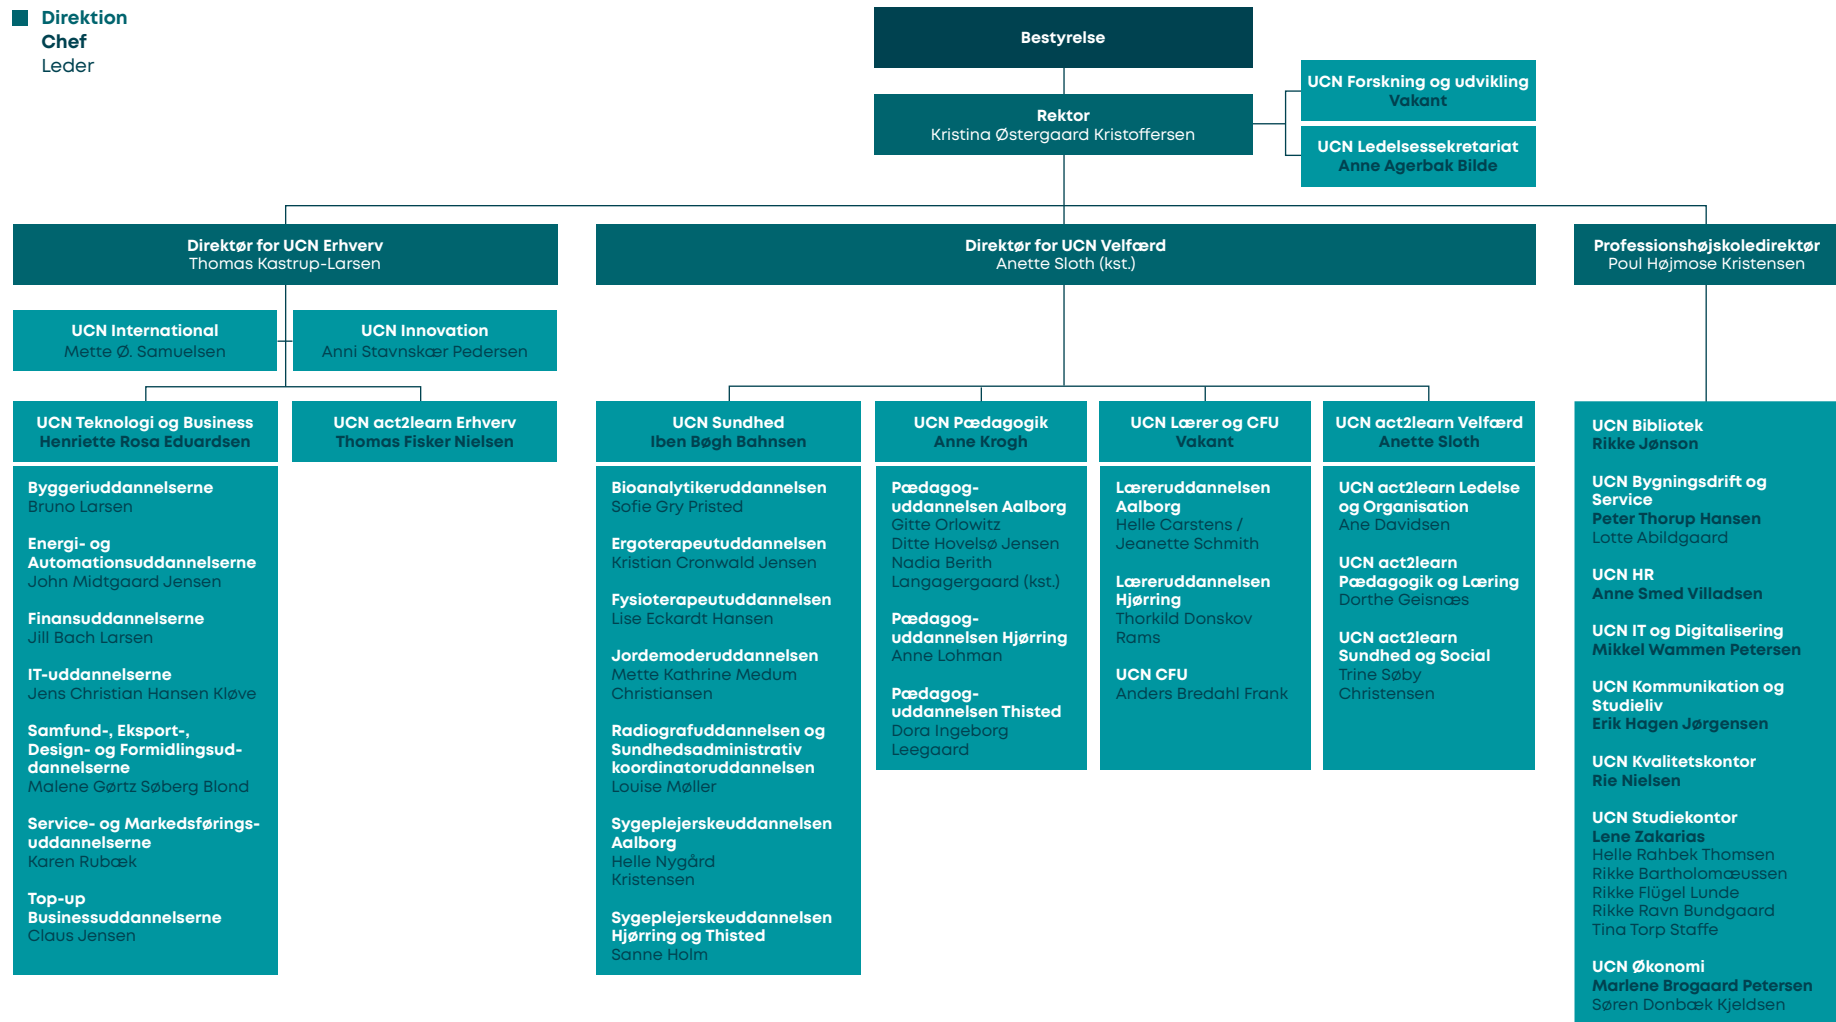 Direktion
Chef
Leder
Bestyrelse
Rektor
Kristina Østergaard Kristoffersen
UCN Forskning og udvikling
Vakant
UCN Ledelsessekretariat
Anne Agerbak Bilde
Direktør for UCN Erhverv
Thomas Kastrup-Larsen
Direktør for UCN Velfærd
Anette Sloth (kst.)
Professionshøjskoledirektør
Poul Højmose Kristensen
UCN International
Mette Ø. Samuelsen
UCN Innovation
Anni Stavnskær Pedersen
UCN Teknologi og Business
Henriette Rosa Eduardsen
UCN act2learn Erhverv
Thomas Fisker Nielsen
UCN Sundhed
Iben Bøgh Bahnsen
UCN Pædagogik
Anne Krogh
UCN Lærer og CFU
Vakant
UCN act2learn Velfærd
Anette Sloth
Byggeriuddannelserne
Bruno Larsen
Energi- og
Automationsuddannelserne
John Midtgaard Jensen
Finansuddannelserne
Jill Bach Larsen
IT-uddannelserne
Jens Christian Hansen Kløve
Samfund-, Eksport-,
Design- og Formidlingsud-
dannelserne
Malene Gørtz Søberg Blond
Service- og Markedsførings-
uddannelserne
Karen Rubæk
Top-up
Businessuddannelserne
Claus Jensen
Bioanalytikeruddannelsen
Sofie Gry Pristed
Ergoterapeutuddannelsen
Kristian Cronwald Jensen
Fysioterapeutuddannelsen
Lise Eckardt Hansen
Jordemoderuddannelsen
Mette Kathrine Medum
Christiansen
Radiografuddannelsen og
Sundhedsadministrativ
koordinatoruddannelsen
Louise Møller
Sygeplejerskeuddannelsen
Aalborg
Helle Nygård
Kristensen
Sygeplejerskeuddannelsen
Hjørring og Thisted
Sanne Holm
Pædagog-
uddannelsen Aalborg
Gitte Orlowitz
Ditte Hovelsø Jensen
Nadia Berith
Langagergaard (kst.)
Pædagog-
uddannelsen Hjørring
Anne Lohman
Pædagog-
uddannelsen Thisted
Dora Ingeborg
Leegaard
Læreruddannelsen
Aalborg
Helle Carstens /
Jeanette Schmith
Læreruddannelsen
Hjørring
Thorkild Donskov
Rams
UCN CFU
Anders Bredahl Frank
UCN act2learn Ledelse
og Organisation
Ane Davidsen
UCN act2learn
Pædagogik og Læring
Dorthe Geisnæs
UCN act2learn
Sundhed og Social
Trine Søby
Christensen
UCN Bibliotek
Rikke Jønson
UCN Bygningsdrift og
Service
Peter Thorup Hansen
Lotte Abildgaard
UCN HR
Anne Smed Villadsen
UCN IT og Digitalisering
Mikkel Wammen Petersen
UCN Kommunikation og
Studieliv
Erik Hagen Jørgensen
UCN Kvalitetskontor
Rie Nielsen
UCN Studiekontor
Lene Zakarias
Helle Rahbek Thomsen
Rikke Bartholomæussen
Rikke Flügel Lunde
Rikke Ravn Bundgaard
Tina Torp Staffe
UCN Økonomi
Marlene Brogaard Petersen
Søren Donbæk Kjeldsen